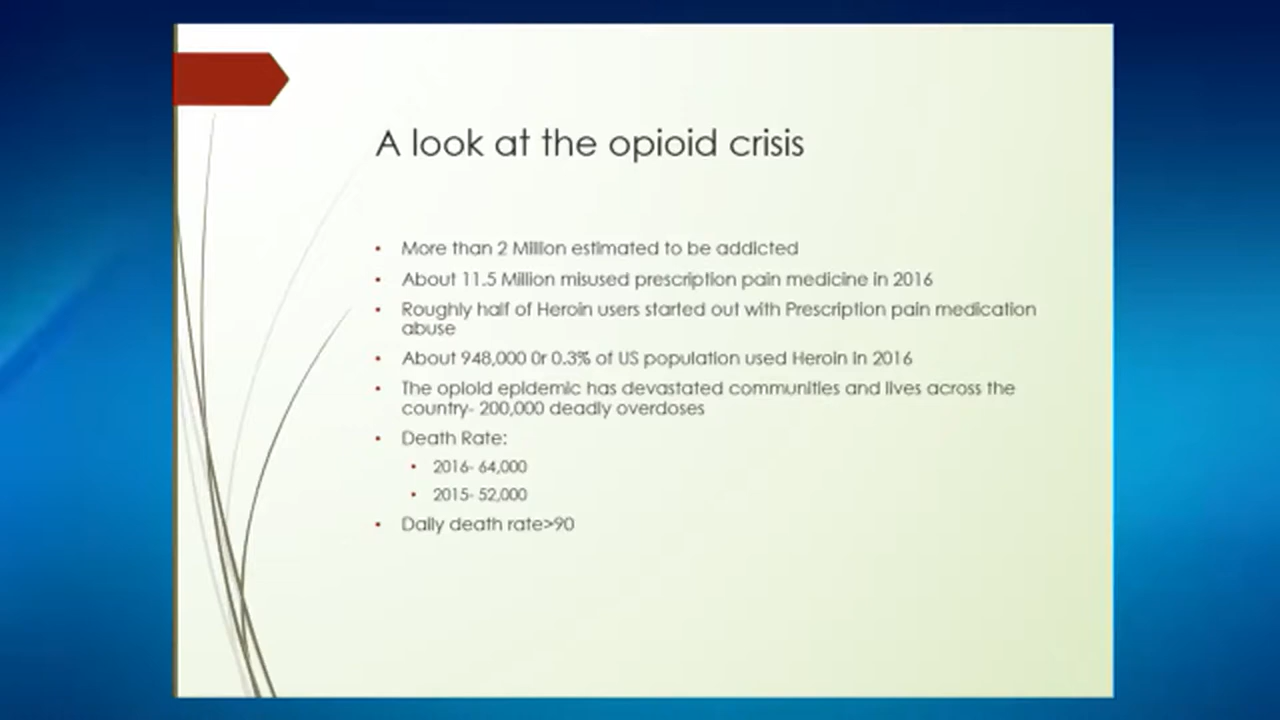 A look at the opioid crisis
• More than 2 Million estimated to be addicted
• About 11.5 Million misused prescription pain medicine in 2016
• Roughly half of Heroin users started out with Prescription pain medication
abuse
• About 948,000 0r 0.3% of US population used Heroin in 2016
• The opioid epidemic has devastated communities and lives across the
country- 200,000 deadly overdoses
• Death Rate:
• 2016- 64,000
• 2015- 52,000
• Daily death rate>90